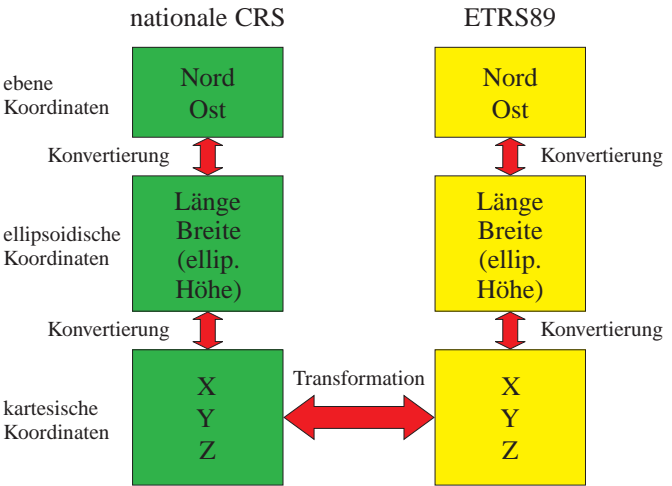 nationale CRS
ETRS89
ebene
Koordinaten
Nord
Ost
Nord
Ost
Konvertierung
Konvertierung
ellipsoidische
Koordinaten
Länge
Breite
(ellip.
Höhe)
Länge
Breite
(ellip.
Höhe)
Konvertierung
Konvertierung
kartesische
Koordinaten
X
Y
Z
Transformation
X
Y
Z